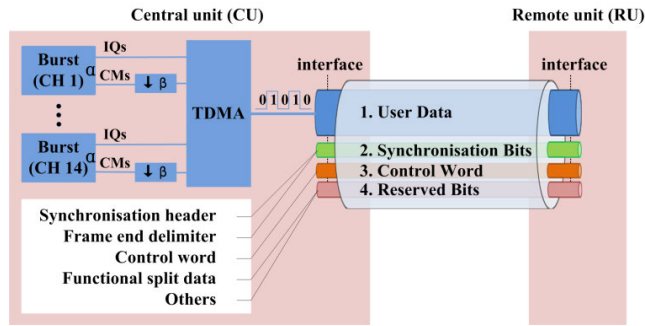 Central unit (CU)
Remote unit (RU)
Burst
(CH 1)
α
IQs
CMs
↓ β
TDMA
0 1 0 1 0
interface
interface
Burst
(CH 14)
α
IQs
CMs
↓ β
1. User Data
2. Synchronisation Bits
3. Control Word
4. Reserved Bits
Synchronisation header
Frame end delimiter
Control word
Functional split data
Others